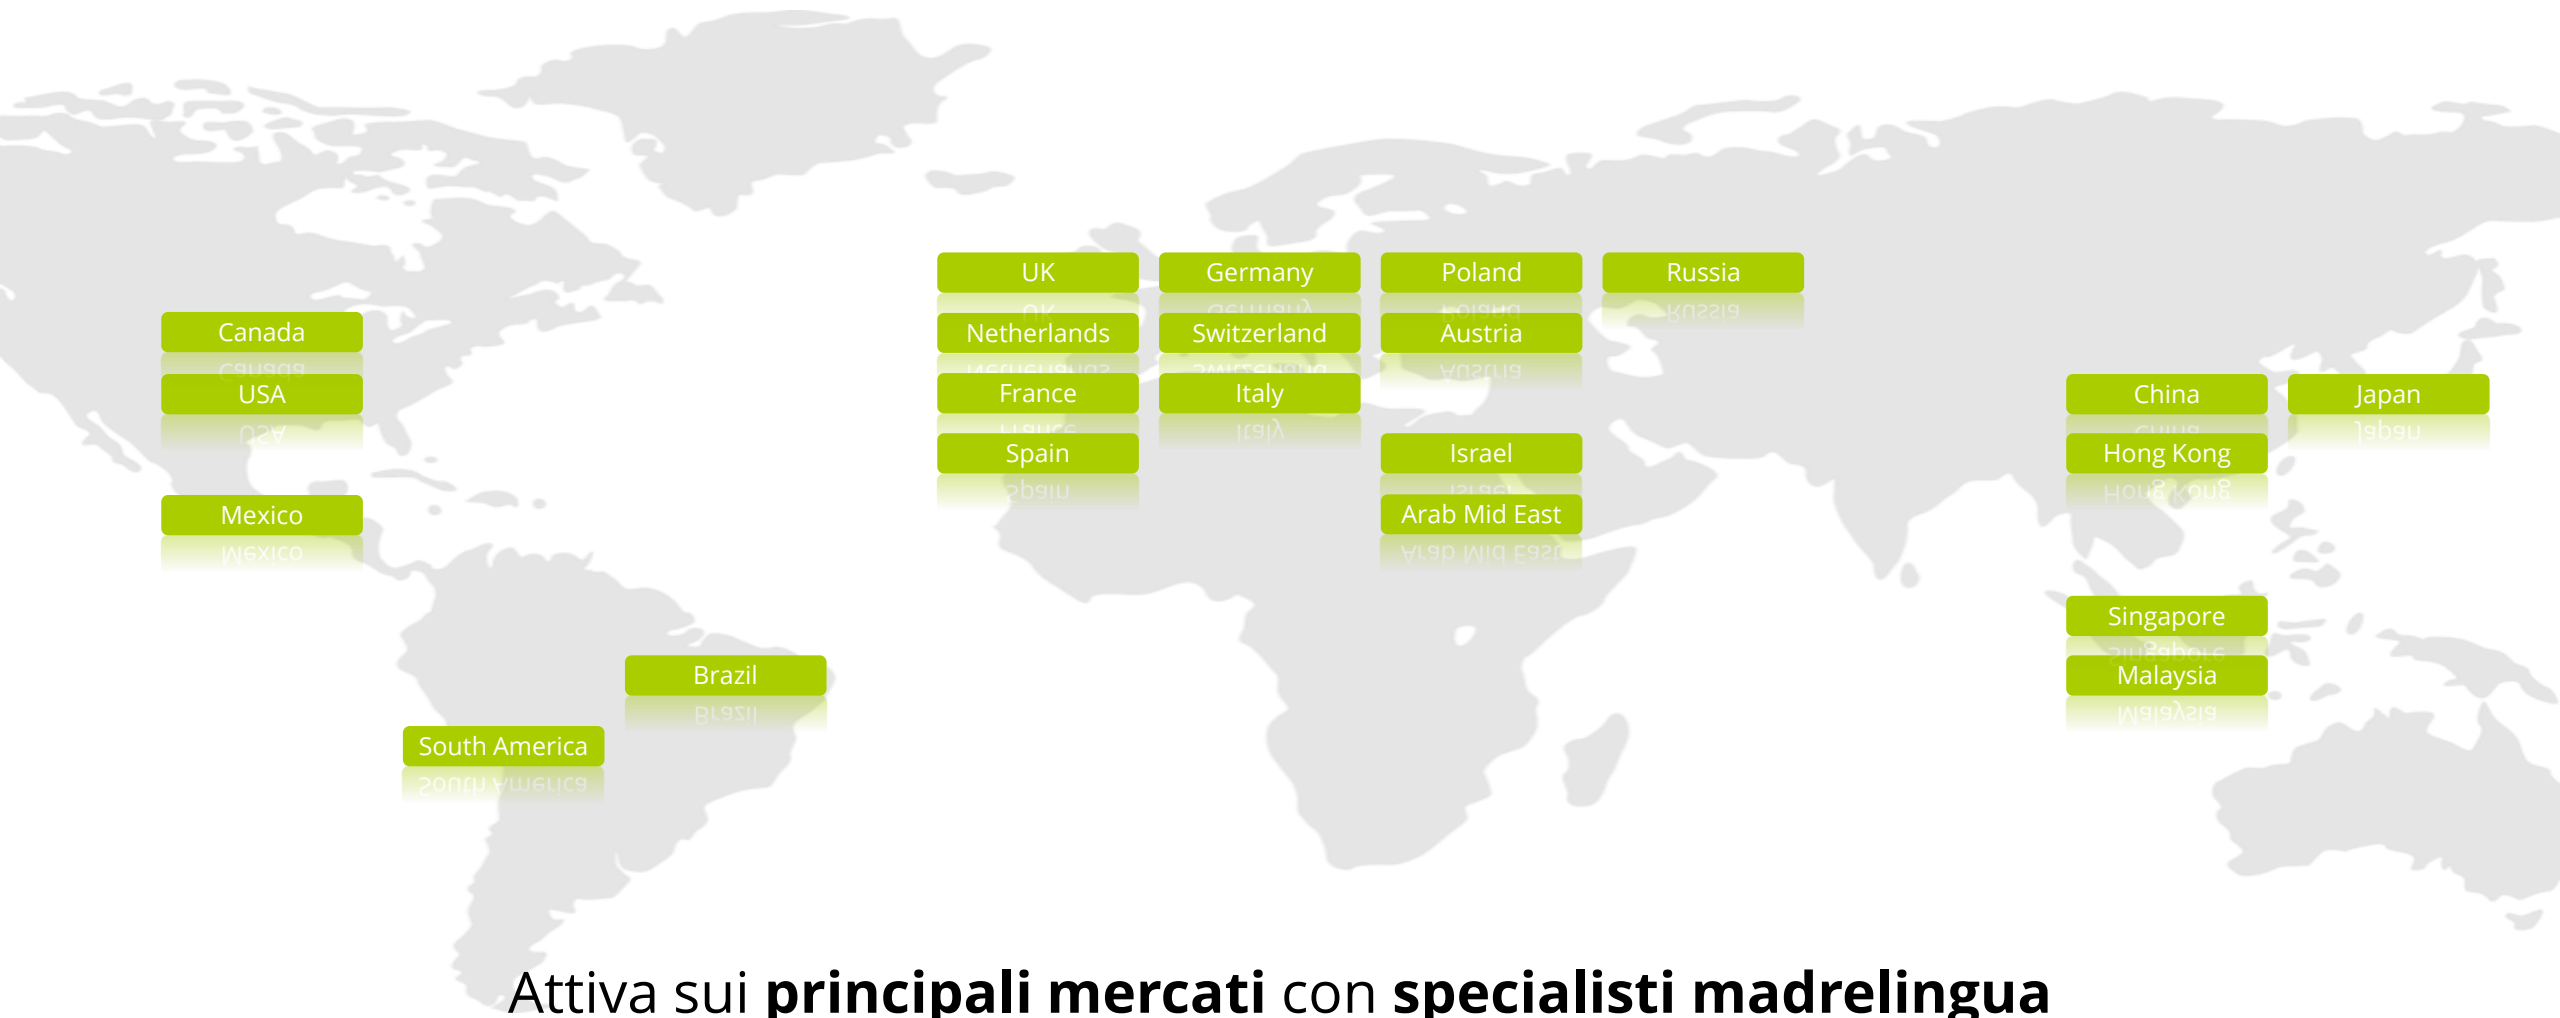 UK
Germany
Poland
Russia
Canada
Netherlands
Switzerland
Austria
USA
France
Italy
China
Japan
Spain
Israel
Hong Kong
Mexico
Arab Mid East
Singapore
Brazil
Malaysia
South America
Attiva sui principali mercati con specialisti madrelingua